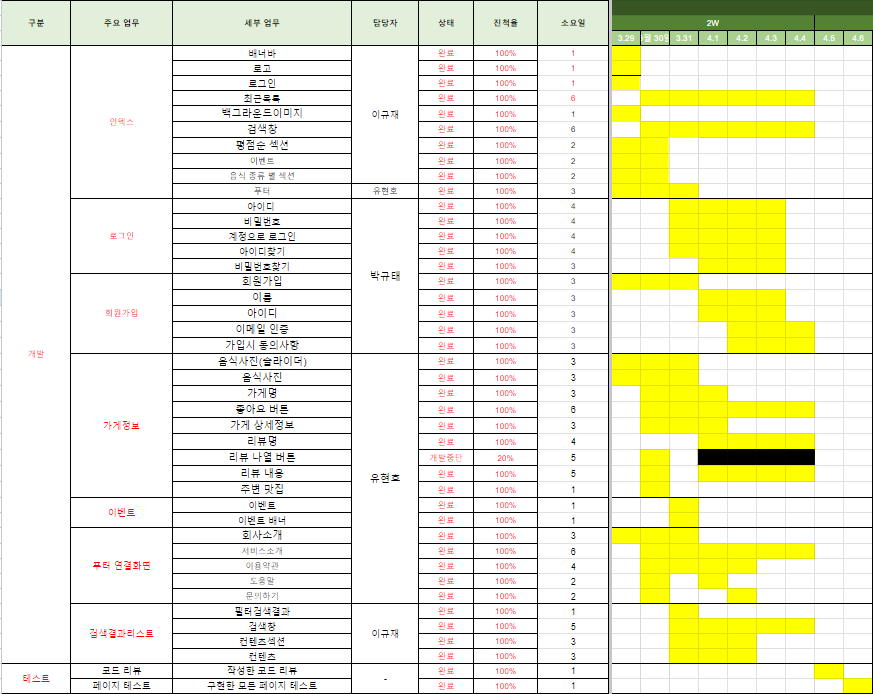 구분 주요 업무 세부 업무 담당자 상태 진척율 소요일 2W
3.29 월 30일 3.31 4.1 4.2 4.3 4.4 4.5 4.6
개발 인덱스 배너바 이규재 완료 100% 1
로고 완료 100% 1
로그인 완료 100% 1
최근목록 완료 100% 6
백그라운드이미지 완료 100% 1
검색창 완료 100% 6
평점순 섹션 완료 100% 2
이벤트 완료 100% 2
음식 종류 별 섹션 완료 100% 2
푸터 유현호 완료 100% 3
로그인 아이디 박규태 완료 100% 4
비밀번호 완료 100% 4
계정으로 로그인 완료 100% 4
아이디찾기 완료 100% 4
비밀번호찾기 완료 100% 3
회원가입 회원가입 완료 100% 3
이름 완료 100% 3
아이디 완료 100% 3
이메일 인증 완료 100% 3
가입시 동의사항 완료 100% 3
가게정보 음식사진(슬라이더) 유현호 완료 100% 3
음식사진 완료 100% 3
가게명 완료 100% 3
좋아요 버튼 완료 100% 6
가게 상세정보 완료 100% 3
리뷰명 완료 100% 4
리뷰 나열 버튼 개발중단 20% 5
리뷰 내용 완료 100% 5
주변 맛집 완료 100% 1
이벤트 이벤트 완료 100% 1
이벤트 배너 완료 100% 1
푸터 연결화면 회사소개 완료 100% 3
서비스소개 완료 100% 6
이용약관 완료 100% 4
도움말 완료 100% 2
문의하기 완료 100% 2
검색결과리스트 필터검색결과 이규재 완료 100% 1
검색창 완료 100% 5
컨텐츠섹션 완료 100% 3
컨텐츠 완료 100% 3
테스트 코드 리뷰 작성한 코드 리뷰 - 완료 100% 1
페이지 테스트 구현한 모든 페이지 테스트 완료 100% 1